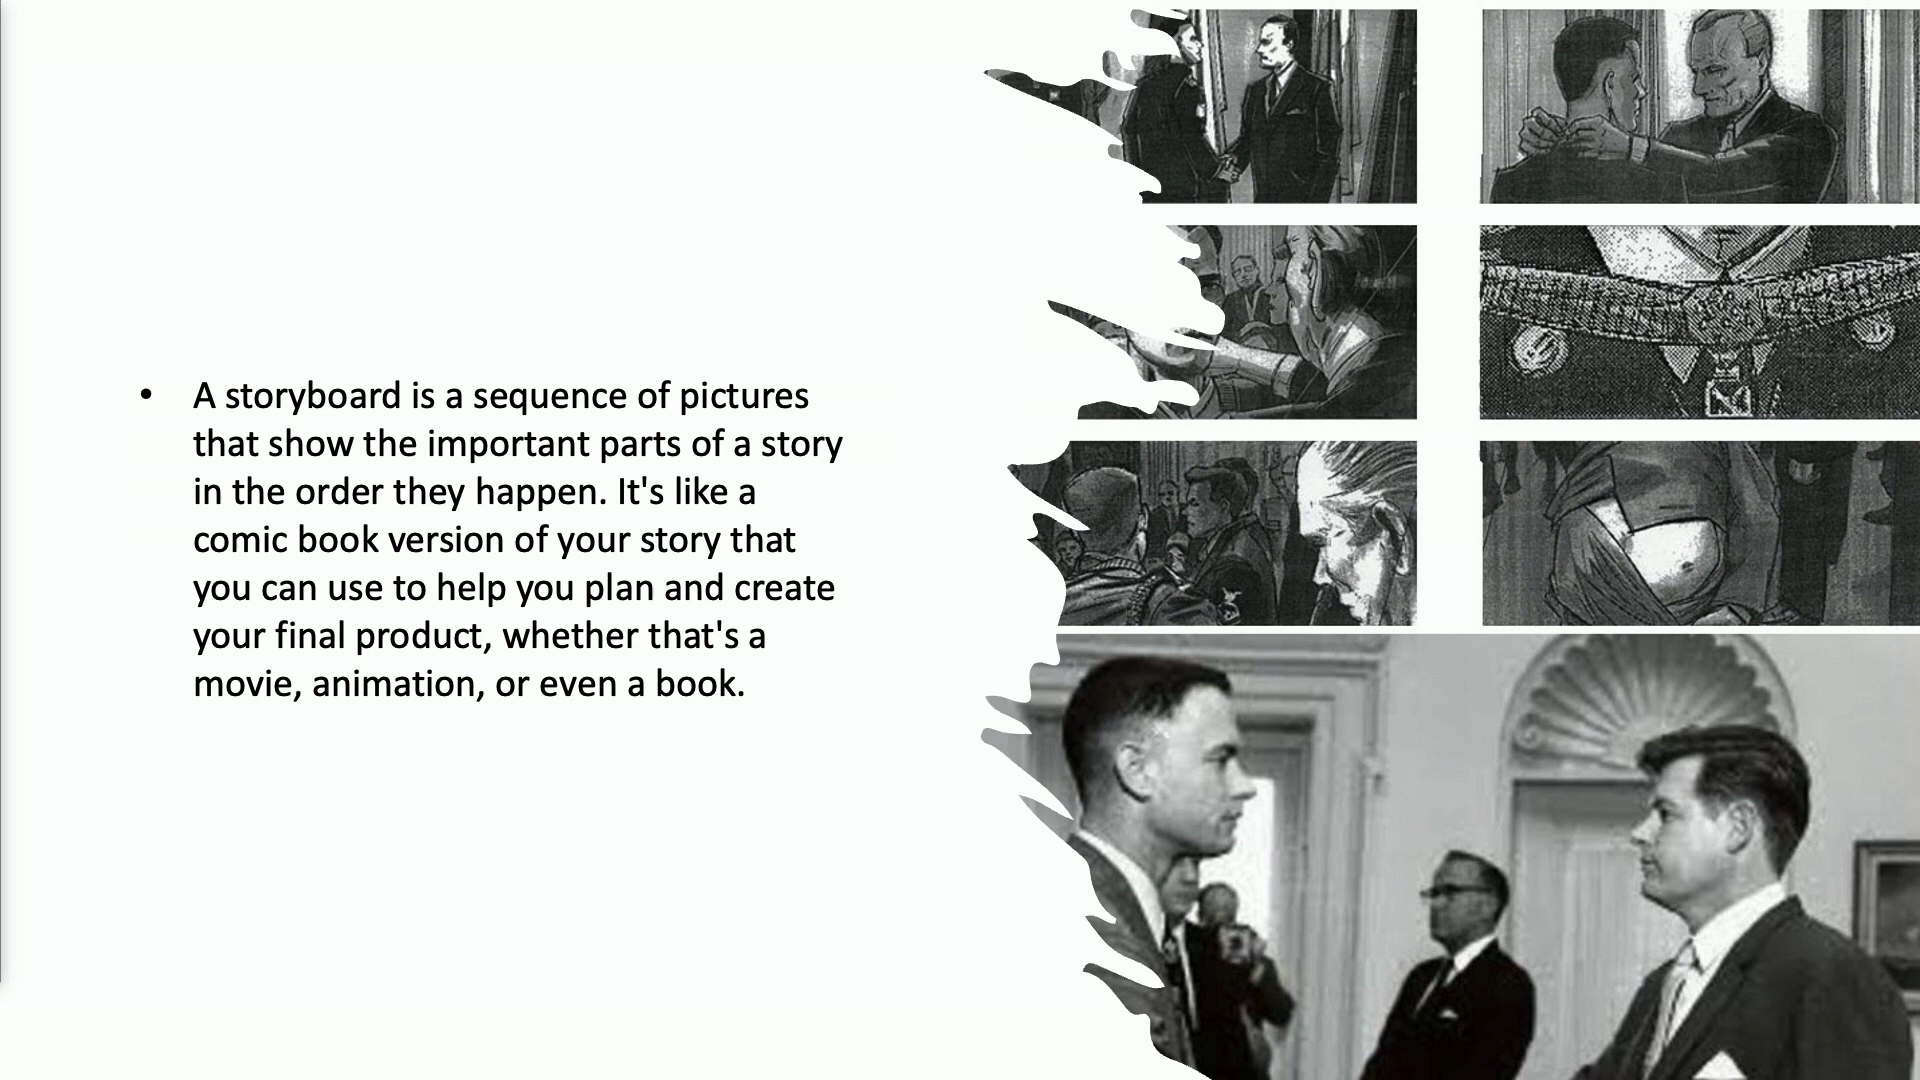 • A storyboard is a sequence of pictures
that show the important parts of a story
in the order they happen. It's like a
comic book version of your story that
you can use to help you plan and create
your final product, whether that's a
movie, animation, or even a book.